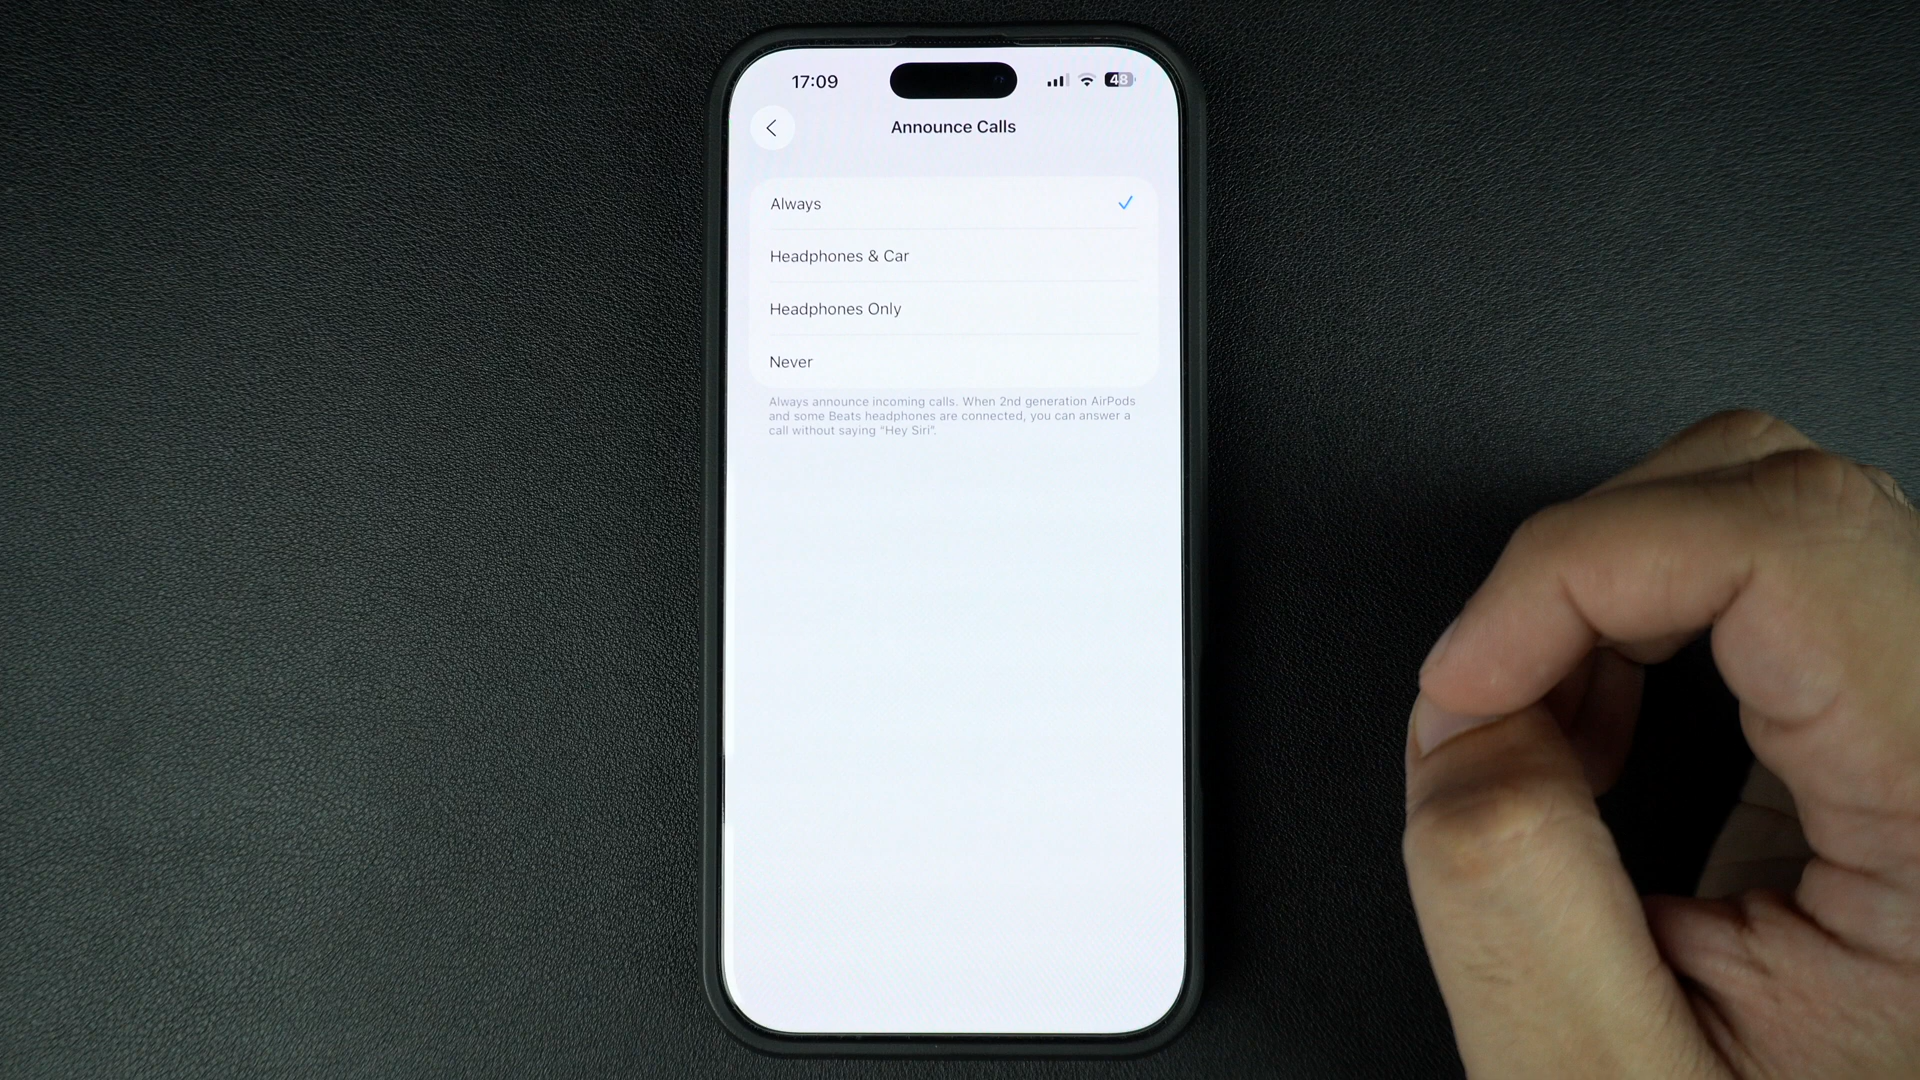 17:09
48
Announce Calls
Always
Headphones & Car
Headphones Only
Never
Always announce incoming calls. When 2nd generation AirPods
and some Beats headphones are connected, you can answer a
call without saying “Hey Siri”.